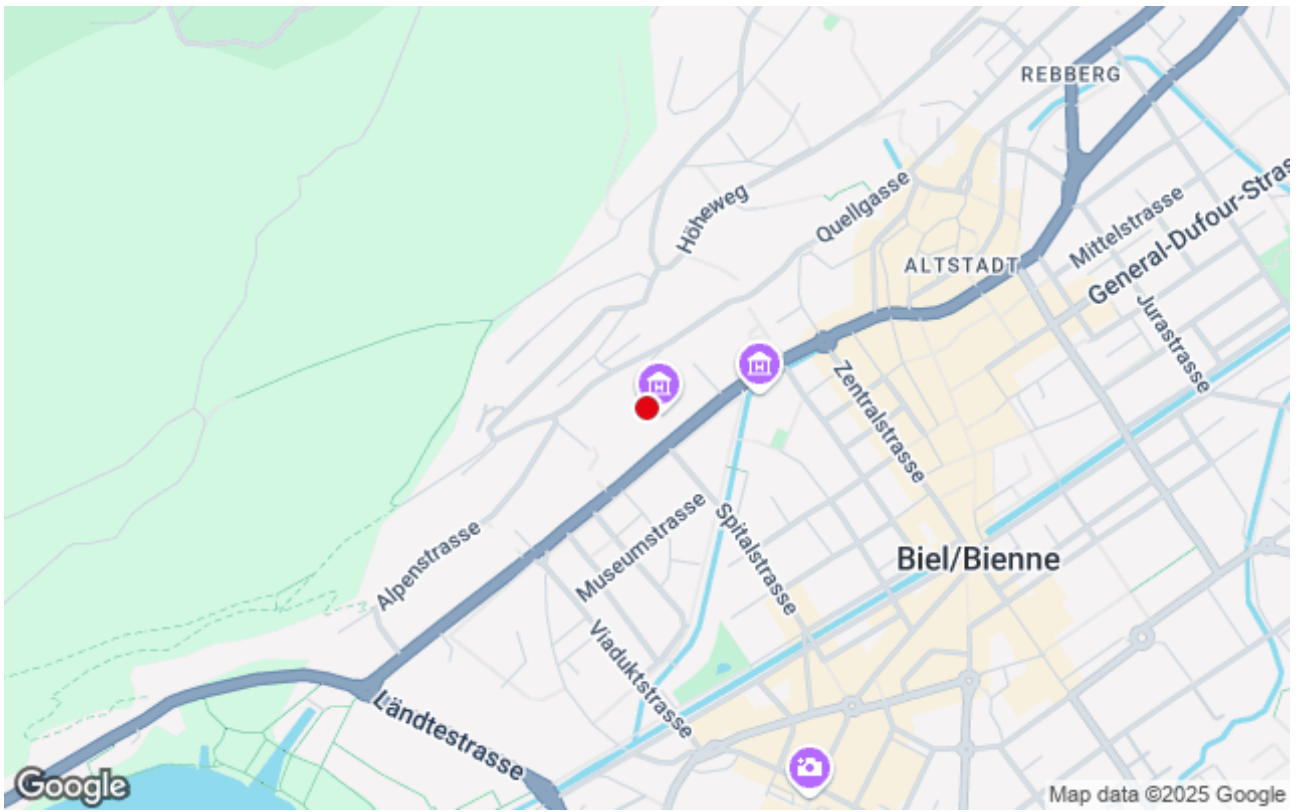 REBBERG
Höheweg
Quellgasse
ALTSTADT
Mittelstrasse
General-Dufour-Stras
Jurastrasse
Zentralstrasse
Spitalstrasse
Museumstrasse
Biel/Bienne
Alpenstrasse
Viaduktstrasse
Ländtestrasse
H
H
Google
Map data ©2025 Google